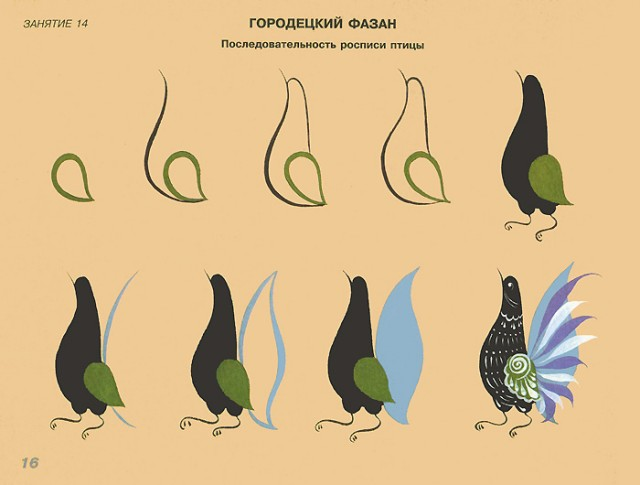 ЗАНЯТИЕ 14
ГОРОДЕЦКИЙ ФАЗАН
Последовательность росписи птицы
16